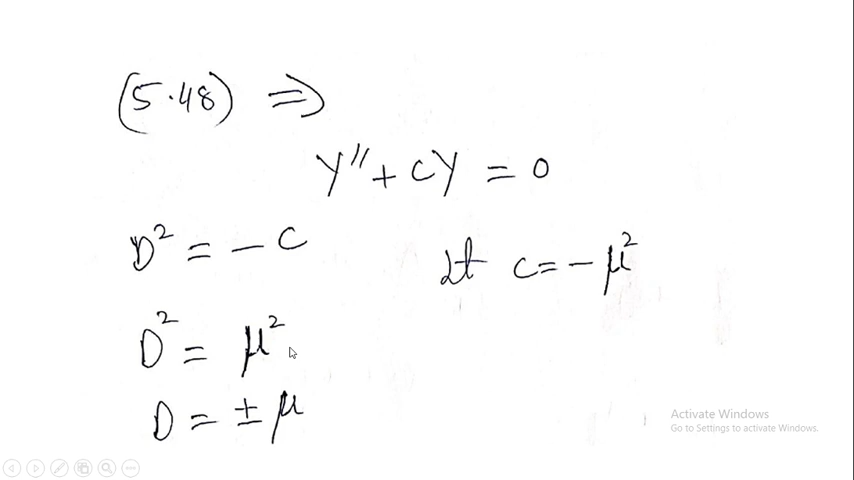 (5.48) ⇒
Y'' + CY = 0
D² = - C
let C = - μ²
D² = μ²
D = ± μ
Activate Windows
Go to Settings to activate Windows.